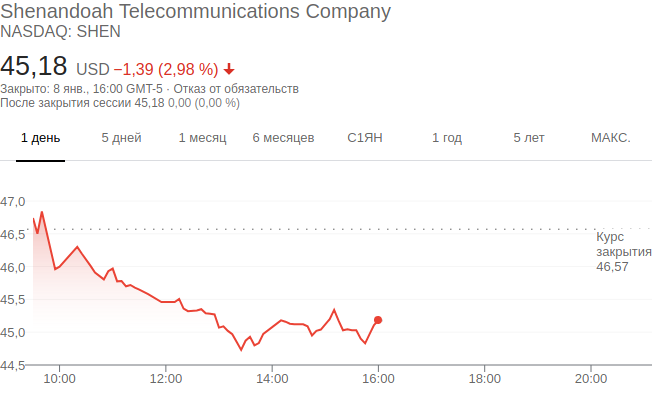 Shenandoah Telecommunications Company
NASDAQ: SHEN
45,18 USD −1,39 (2,98 %)
Закрыто: 8 янв., 16:00 GMT-5 · Отказ от обязательств
После закрытия сессии 45,18 0,00 (0,00 %)
1 день 5 дней 1 месяц 6 месяцев С1ЯН 1 год 5 лет МАКС.
47,0
46,5
Курс
закрытия
46,57
46,0
45,5
45,0
44,5
10:00 12:00 14:00 16:00 18:00 20:00